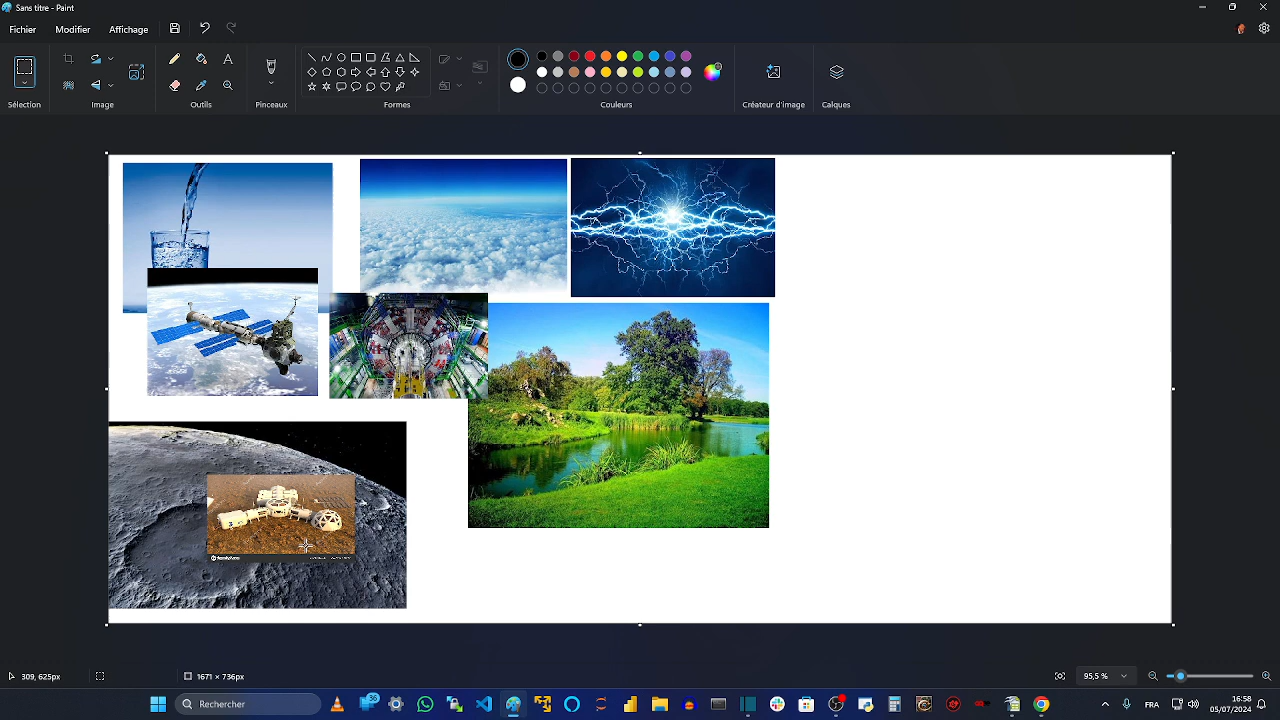 Sans titre - Paint
Fichier Modifier Affichage
Sélection Image Outils Pinceaux Formes Couleurs Créateur d'image Calques
309, 625px 1671 × 736px 95.5 %
Rechercher 36 FRA 16:58
05/07/2024